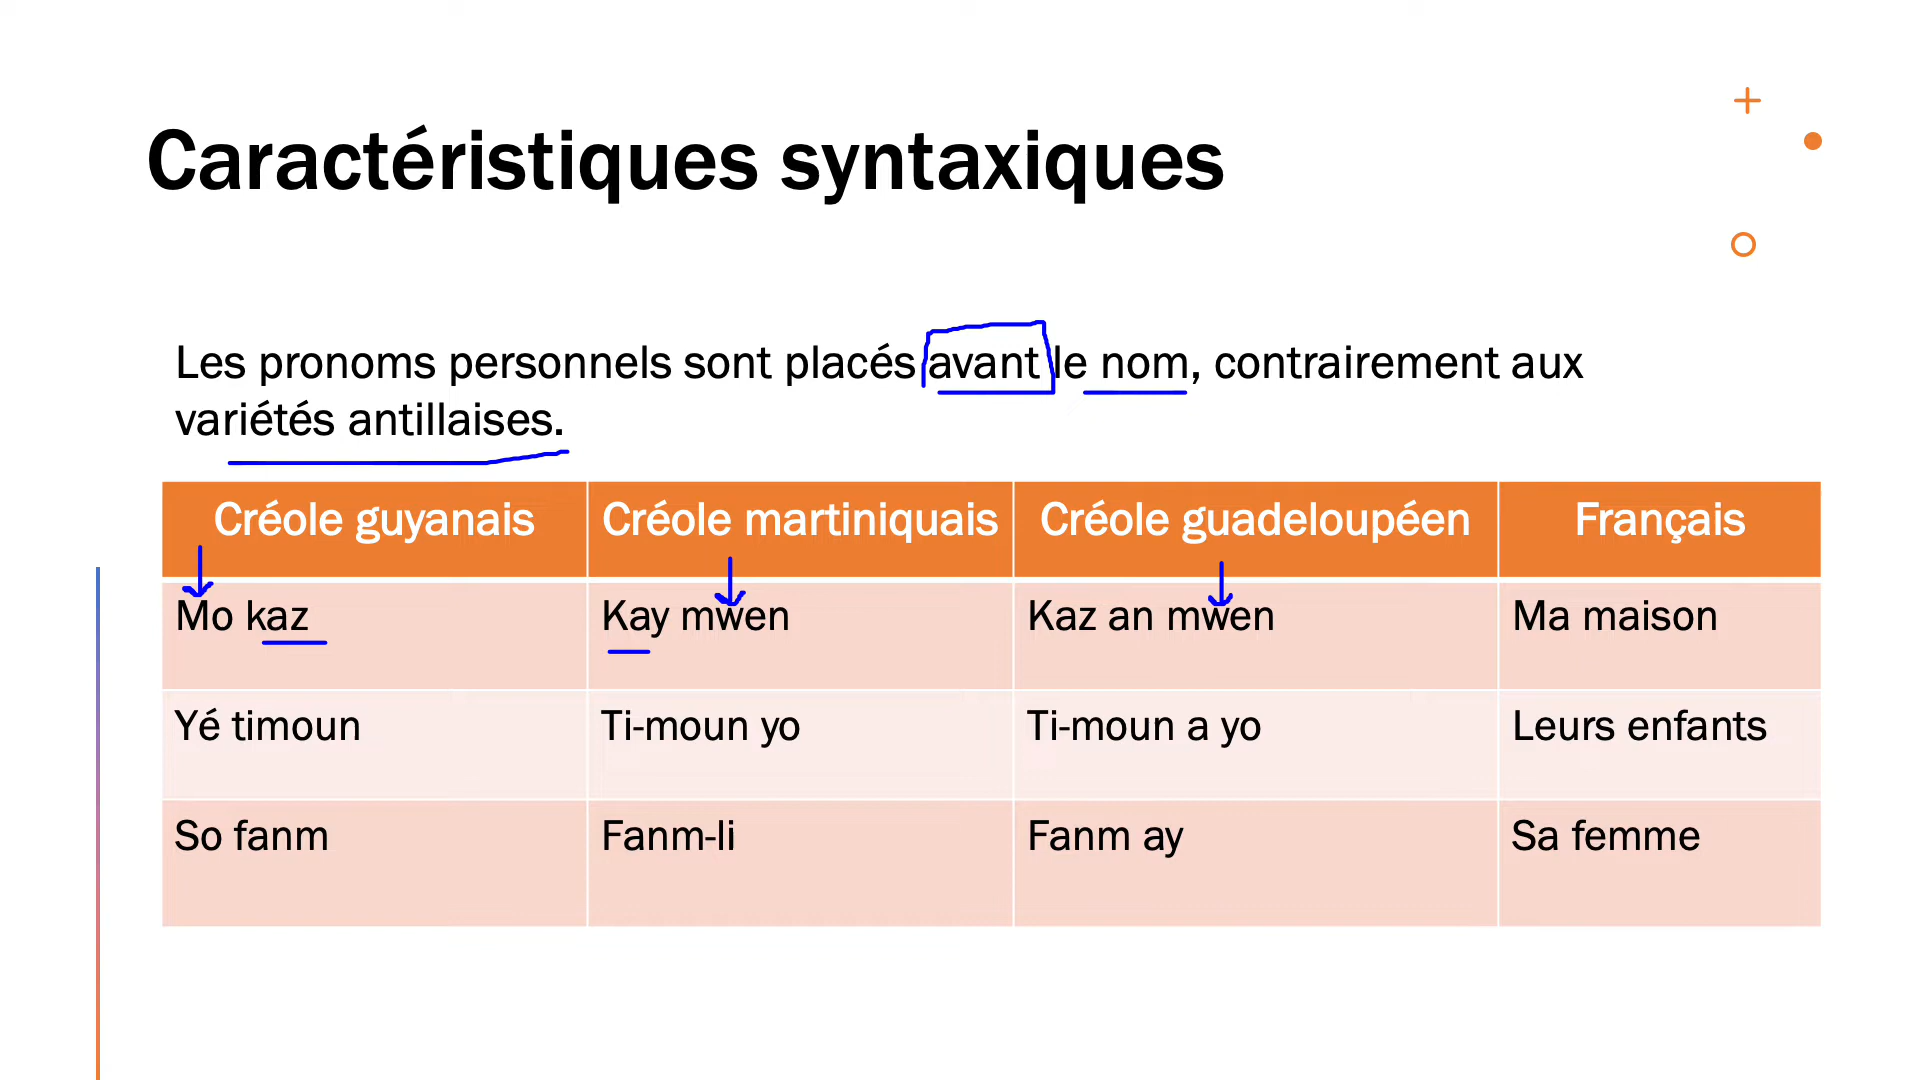 Caractéristiques syntaxiques
Les pronoms personnels sont placés avant le nom, contrairement aux
variétés antillaises.
Créole guyanais Créole martiniquais Créole guadeloupéen Français
Mo kaz Kay mwen Kaz an mwen Ma maison
Yé timoun Ti-moun yo Ti-moun a yo Leurs enfants
So fanm Fanm-li Fanm ay Sa femme